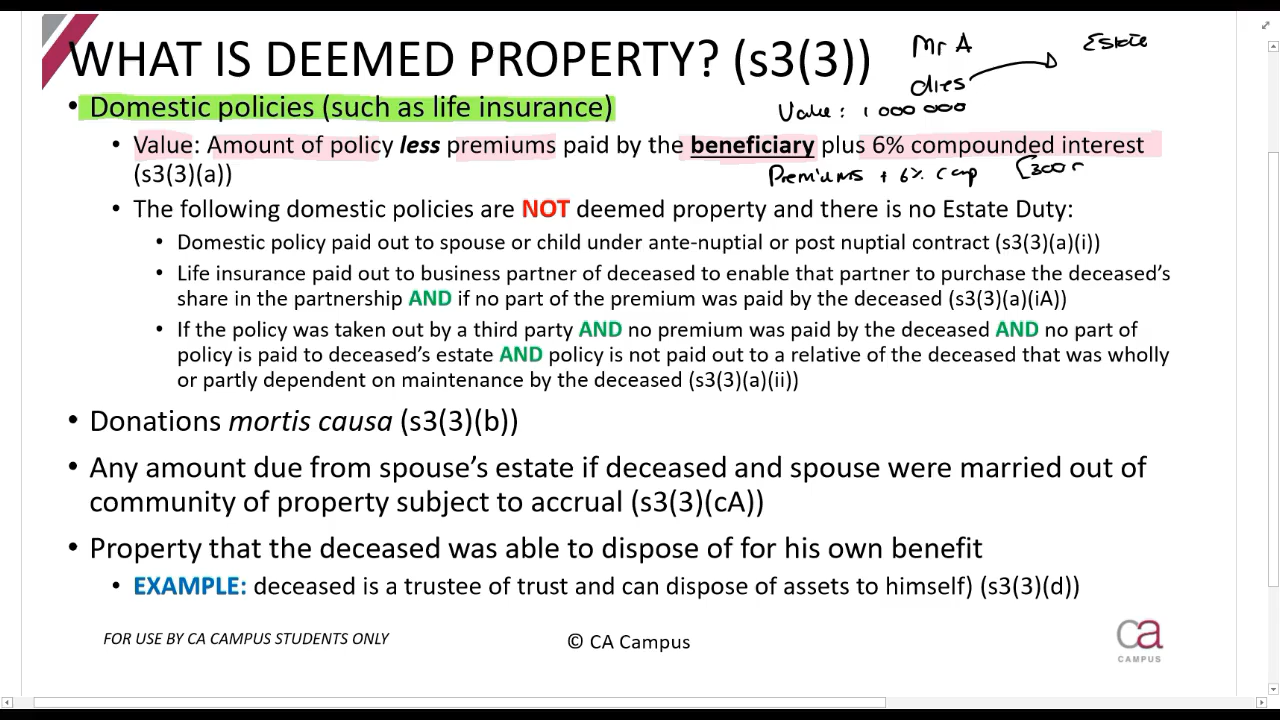 WHAT IS DEEMED PROPERTY? (s3(3))
Mr A
Estate
dies
• Domestic policies (such as life insurance)
Value: 1 000 000
• Value: Amount of policy less premiums paid by the beneficiary plus 6% compounded interest
(s3(3)(a))
Premiums + 6% comp
• The following domestic policies are NOT deemed property and there is no Estate Duty:
• Domestic policy paid out to spouse or child under ante-nuptial or post nuptial contract (s3(3)(a)(i))
• Life insurance paid out to business partner of deceased to enable that partner to purchase the deceased's
share in the partnership AND if no part of the premium was paid by the deceased (s3(3)(a)(iA))
• If the policy was taken out by a third party AND no premium was paid by the deceased AND no part of
policy is paid to deceased's estate AND policy is not paid out to a relative of the deceased that was wholly
or partly dependent on maintenance by the deceased (s3(3)(a)(ii))
• Donations mortis causa (s3(3)(b))
• Any amount due from spouse's estate if deceased and spouse were married out of
community of property subject to accrual (s3(3)(cA))
• Property that the deceased was able to dispose of for his own benefit
• EXAMPLE: deceased is a trustee of trust and can dispose of assets to himself) (s3(3)(d))
FOR USE BY CA CAMPUS STUDENTS ONLY
© CA Campus
ca
CAMPUS